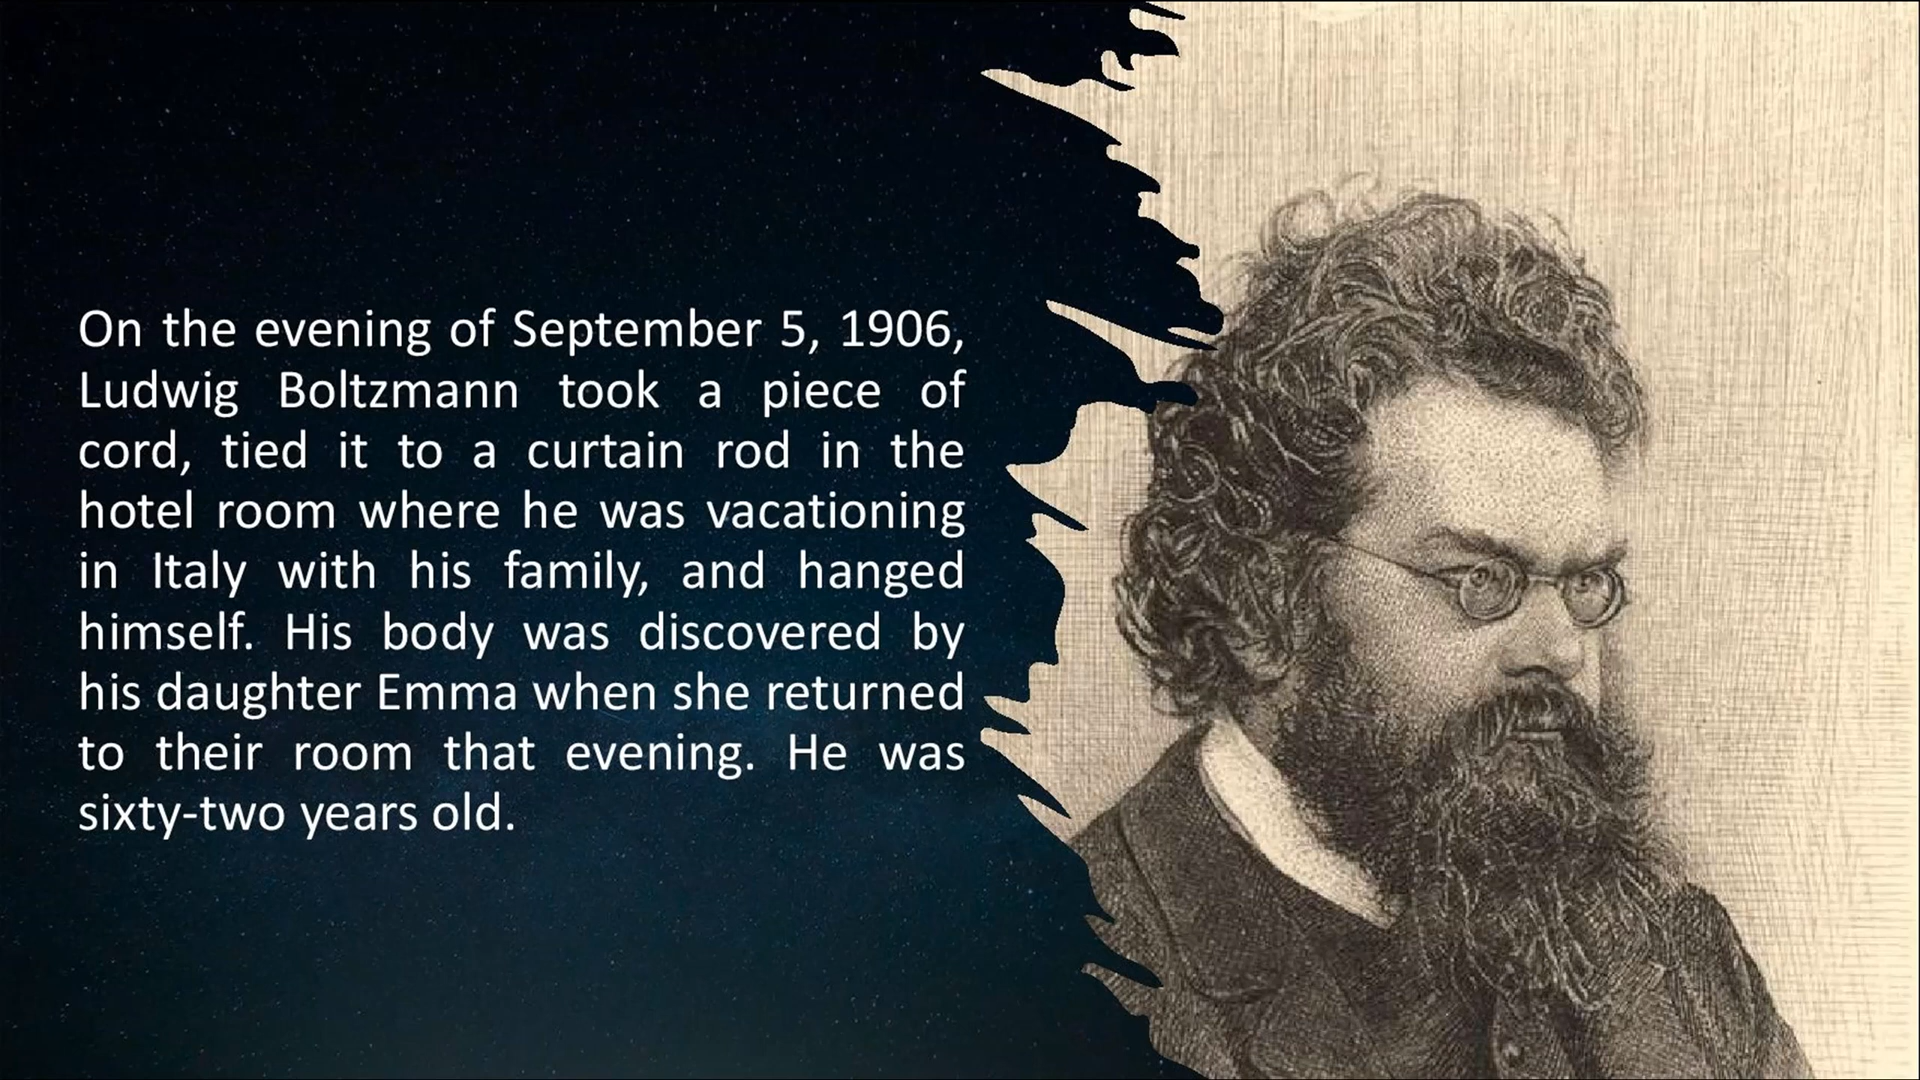 On the evening of September 5, 1906,
Ludwig Boltzmann took a piece of
cord, tied it to a curtain rod in the
hotel room where he was vacationing
in Italy with his family, and hanged
himself. His body was discovered by
his daughter Emma when she returned
to their room that evening. He was
sixty-two years old.